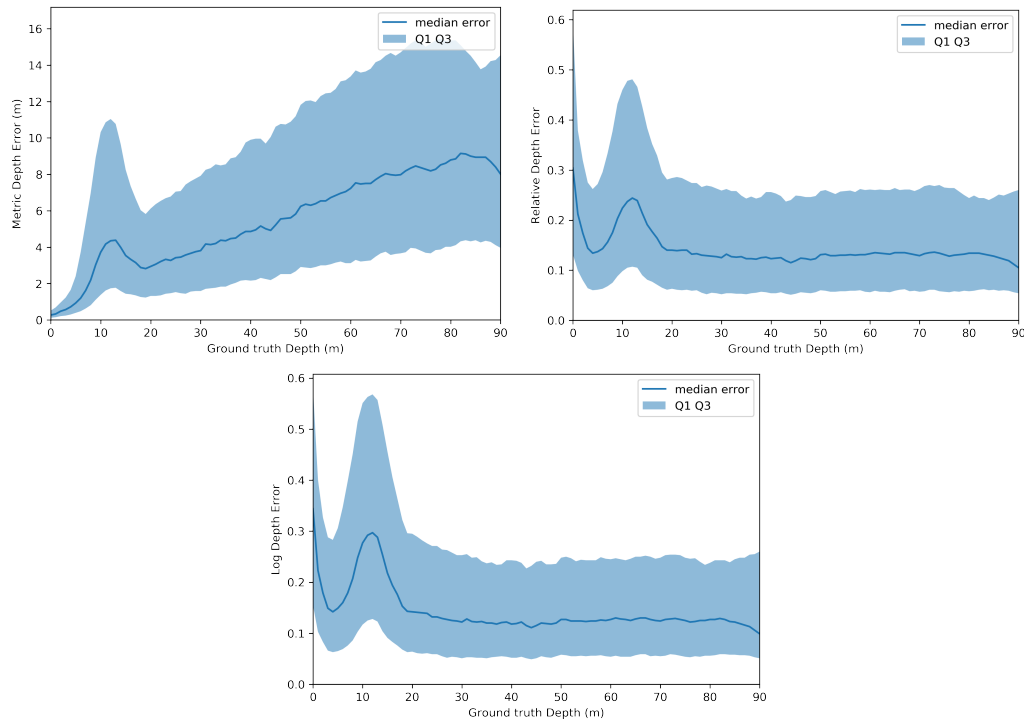 median error
Q1 Q3
Metric Depth Error (m)
16
14
12
10
8
6
4
2
0
0 10 20 30 40 50 60 70 80 90
Ground truth Depth (m)
median error
Q1 Q3
Relative Depth Error
0.6
0.5
0.4
0.3
0.2
0.1
0.0
0 10 20 30 40 50 60 70 80 90
Ground truth Depth (m)
median error
Q1 Q3
Log Depth Error
0.6
0.5
0.4
0.3
0.2
0.1
0.0
0 10 20 30 40 50 60 70 80 90
Ground truth Depth (m)